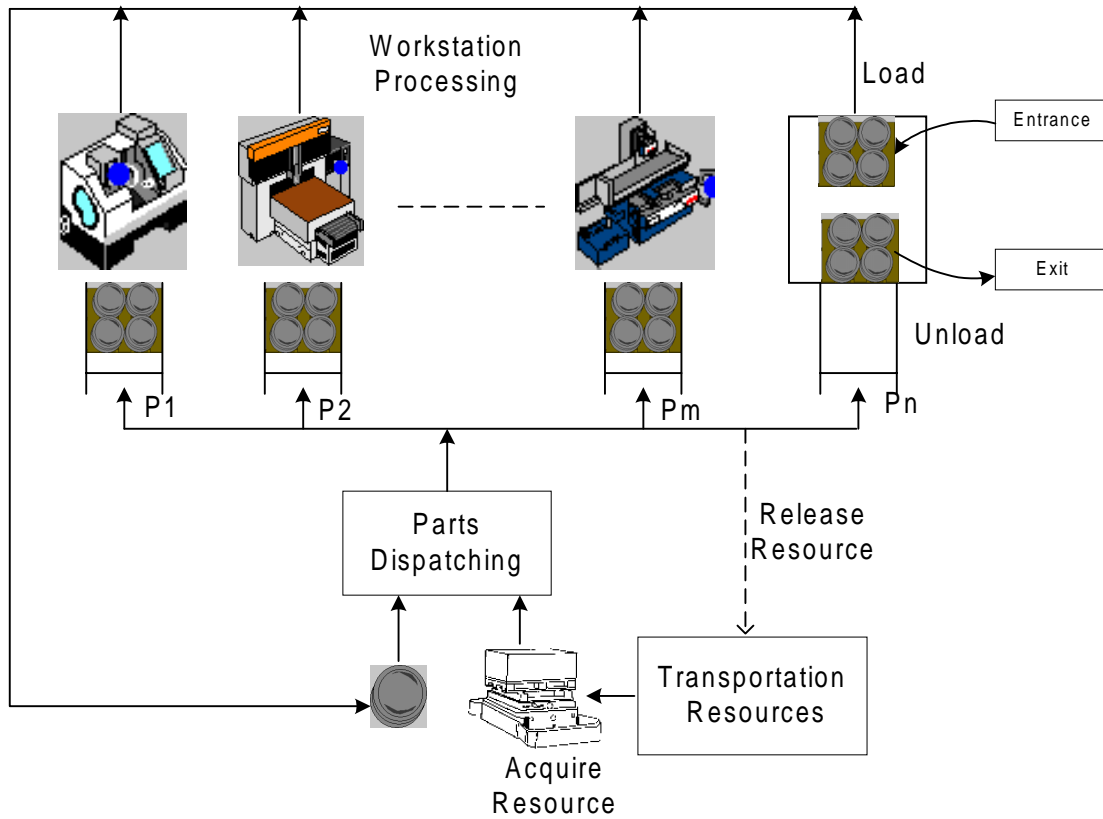 Workstation
Processing
Load
Entrance
Exit
Unload
P1
P2
Pm
Pn
Parts
Dispatching
Release
Resource
Transportation
Resources
Acquire
Resource